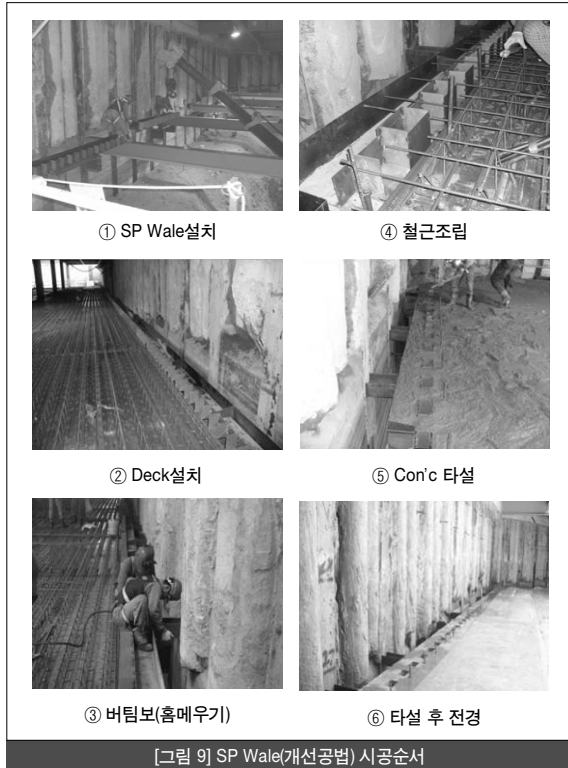 ① SP Wale설치
④ 철근조립
② Deck설치
⑤ Con'c 타설
③ 버팀보(홈메우기)
⑥ 타설 후 전경
[그림 9] SP Wale(개선공법) 시공순서